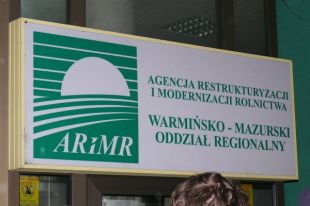 AGENCJA RESTRUKTURYZACJI
I MODERNIZACJI ROLNICTWA
WARMIŃSKO - MAZURSKI
ODDZIAŁ REGIONALNY
ARiMR